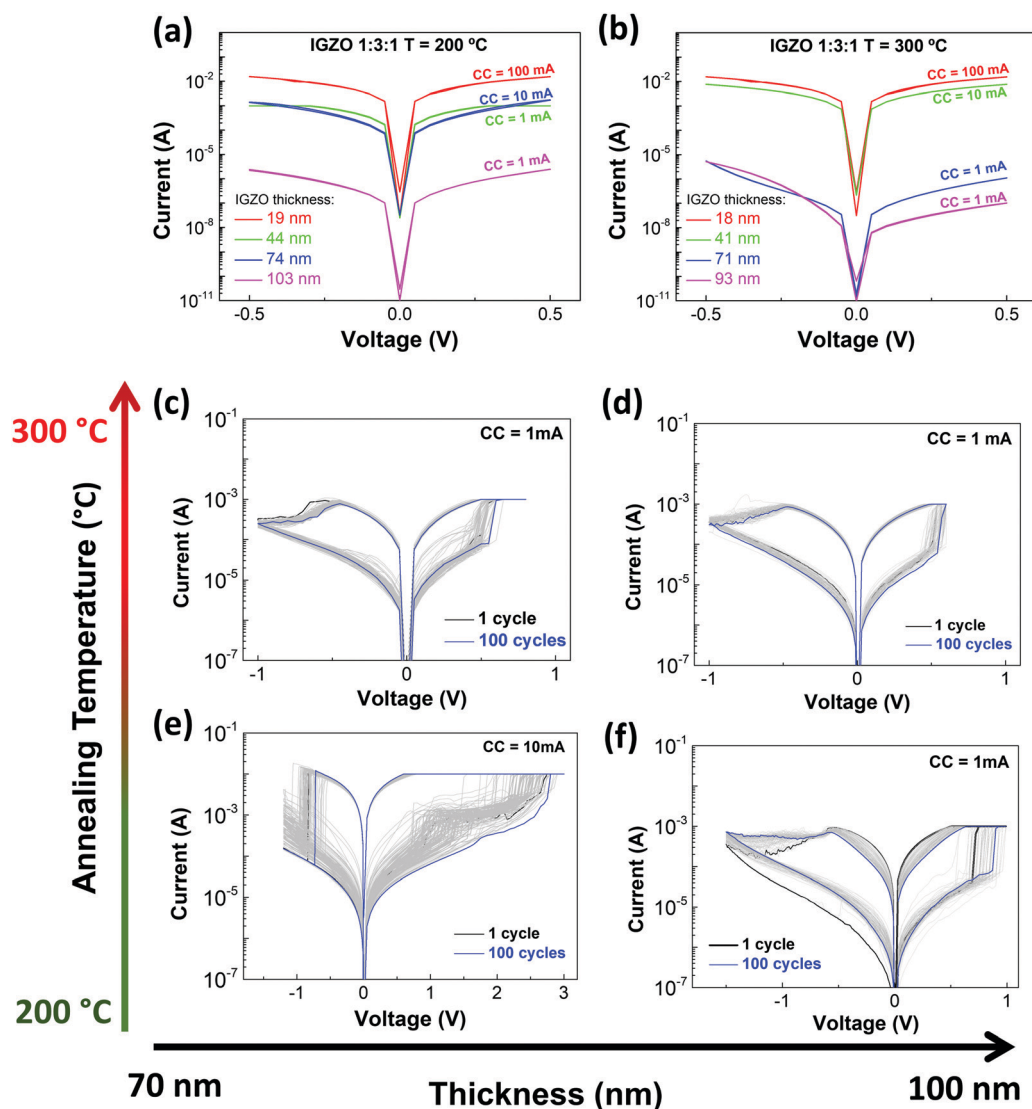 (a)
IGZO 1:3:1 T = 200 ºC
CC = 100 mA
CC = 10 mA
CC = 1 mA
CC = 1 mA
IGZO thickness:
19 nm
44 nm
74 nm
103 nm
10-2
10-5
10-8
10-11
Current (A)
-0.5
0.0
0.5
Voltage (V)
(b)
IGZO 1:3:1 T = 300 ºC
CC = 100 mA
CC = 10 mA
CC = 1 mA
CC = 1 mA
IGZO thickness:
18 nm
41 nm
71 nm
93 nm
10-2
10-5
10-8
10-11
Current (A)
-0.5
0.0
0.5
Voltage (V)
300 °C
Annealing Temperature (°C)
200 °C
(c)
CC = 1mA
10-1
10-3
10-5
10-7
Current (A)
1 cycle
100 cycles
-1
0
1
Voltage (V)
(d)
CC = 1 mA
10-1
10-3
10-5
10-7
Current (A)
1 cycle
100 cycles
-1
0
1
Voltage (V)
(e)
CC = 10mA
10-1
10-3
10-5
10-7
Current (A)
1 cycle
100 cycles
-1
0
1
2
3
Voltage (V)
(f)
CC = 1mA
10-1
10-3
10-5
10-7
Current (A)
1 cycle
100 cycles
-1
0
1
Voltage (V)
70 nm
Thickness (nm)
100 nm